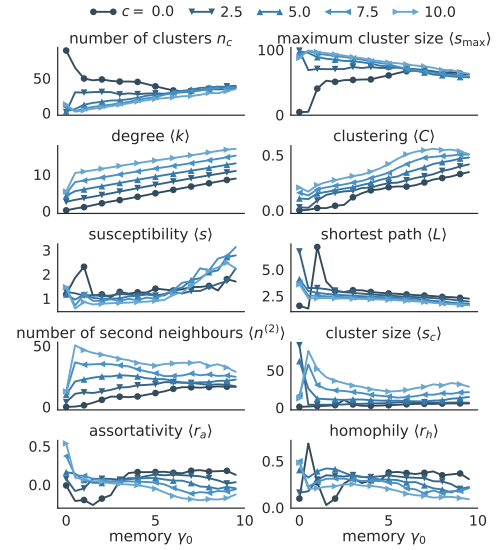 c = 0.0 2.5 5.0 7.5 10.0
number of clusters n_c
maximum cluster size ⟨s_max⟩
50
0
100
0
degree ⟨k⟩
clustering ⟨C⟩
10
0
0.5
0.0
susceptibility ⟨s⟩
shortest path ⟨L⟩
3
2
1
5.0
2.5
number of second neighbours ⟨n^(2)⟩
cluster size ⟨s_c⟩
50
0
50
0
assortativity ⟨r_a⟩
homophily ⟨r_h⟩
0.5
0.0
0.5
0.0
0 5 10
0 5 10
memory γ_0
memory γ_0